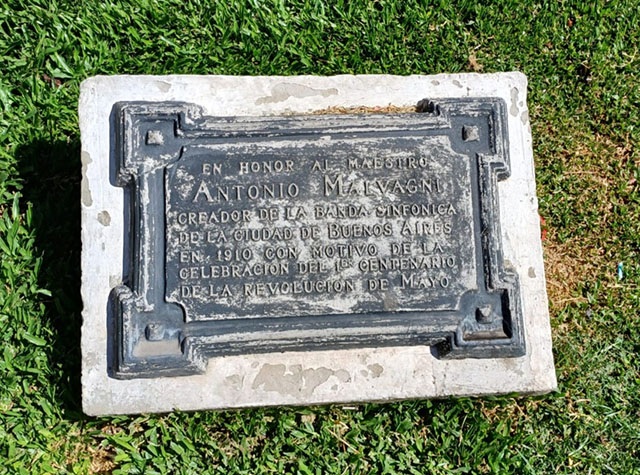 EN HONOR AL MAESTRO
ANTONIO MALVAGNI
CREADOR DE LA BANDA SINFONICA
DE LA CIUDAD DE BUENOS AIRES
EN 1910 CON MOTIVO DE LA
CELEBRACION DEL 1ER CENTENARIO
DE LA REVOLUCION DE MAYO